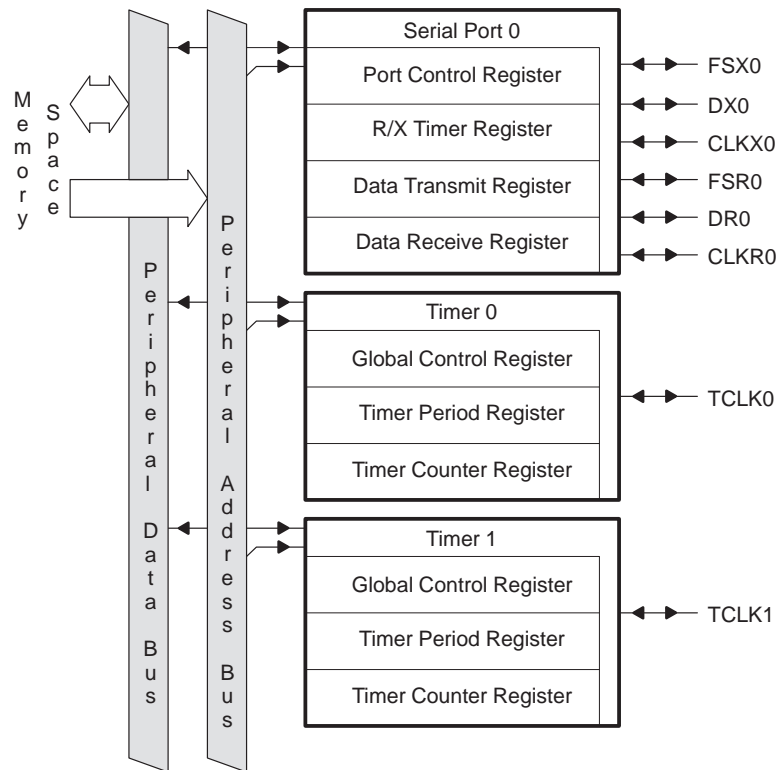 Memory
Space
Peripheral Data Bus
Peripheral Address Bus
Serial Port 0
Port Control Register
R/X Timer Register
Data Transmit Register
Data Receive Register
FSX0
DX0
CLKX0
FSR0
DR0
CLKR0
Timer 0
Global Control Register
Timer Period Register
Timer Counter Register
TCLK0
Timer 1
Global Control Register
Timer Period Register
Timer Counter Register
TCLK1